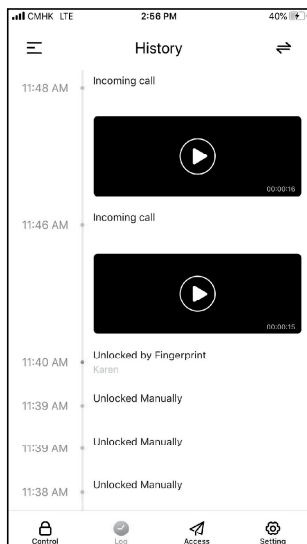 CMHK LTE 2:56 PM 40%
History
11:48 AM Incoming call
00:00:16
11:46 AM Incoming call
00:00:15
11:40 AM Unlocked by Fingerprint
Karen
11:39 AM Unlocked Manually
11:39 AM Unlocked Manually
11:38 AM Unlocked Manually
Control Log Access Setting